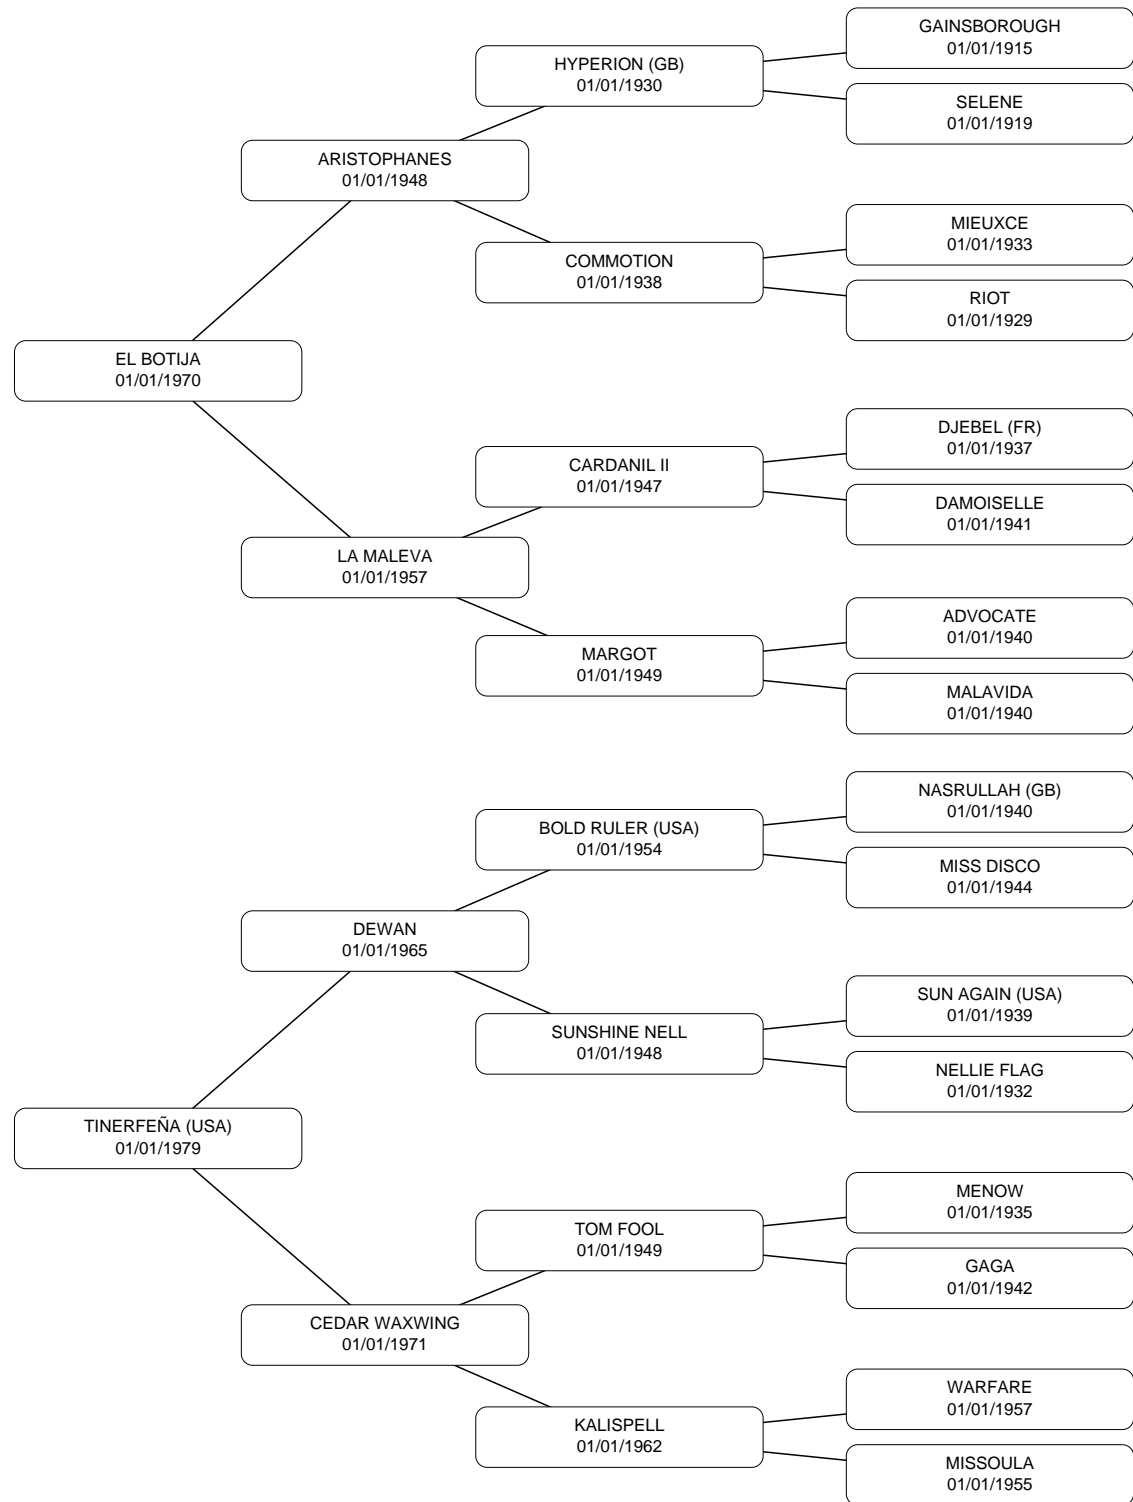 GAINSBOROUGH
01/01/1915
HYPERION (GB)
01/01/1930
SELENE
01/01/1919
ARISTOPHANES
01/01/1948
MIEUXCE
01/01/1933
COMMOTION
01/01/1938
RIOT
01/01/1929
EL BOTIJA
01/01/1970
DJEBEL (FR)
01/01/1937
CARDANIL II
01/01/1947
DAMOISELLE
01/01/1941
LA MALEVA
01/01/1957
ADVOCATE
01/01/1940
MARGOT
01/01/1949
MALAVIDA
01/01/1940
NASRULLAH (GB)
01/01/1940
BOLD RULER (USA)
01/01/1954
MISS DISCO
01/01/1944
DEWAN
01/01/1965
SUN AGAIN (USA)
01/01/1939
SUNSHINE NELL
01/01/1948
NELLIE FLAG
01/01/1932
TINERFEÑA (USA)
01/01/1979
MENOW
01/01/1935
TOM FOOL
01/01/1949
GAGA
01/01/1942
CEDAR WAXWING
01/01/1971
WARFARE
01/01/1957
KALISPELL
01/01/1962
MISSOULA
01/01/1955